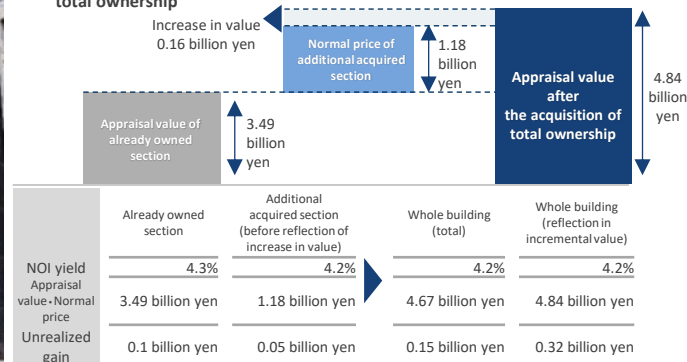 total ownership
Increase in value
0.16 billion yen
Normal price of
additional acquired
section
1.18
billion
yen
Appraisal value
after
the acquisition of
total ownership
4.84
billion
yen
Appraisal value of
already owned
section
3.49
billion
yen
Already owned
section
Additional
acquired section
(before reflection of
increase in value)
Whole building
(total)
Whole building
(reflection in
incremental value)
NOI yield 4.3% 4.2% 4.2% 4.2%
Appraisal
value・Normal
price
3.49 billion yen 1.18 billion yen 4.67 billion yen 4.84 billion yen
Unrealized
gain
0.1 billion yen 0.05 billion yen 0.15 billion yen 0.32 billion yen